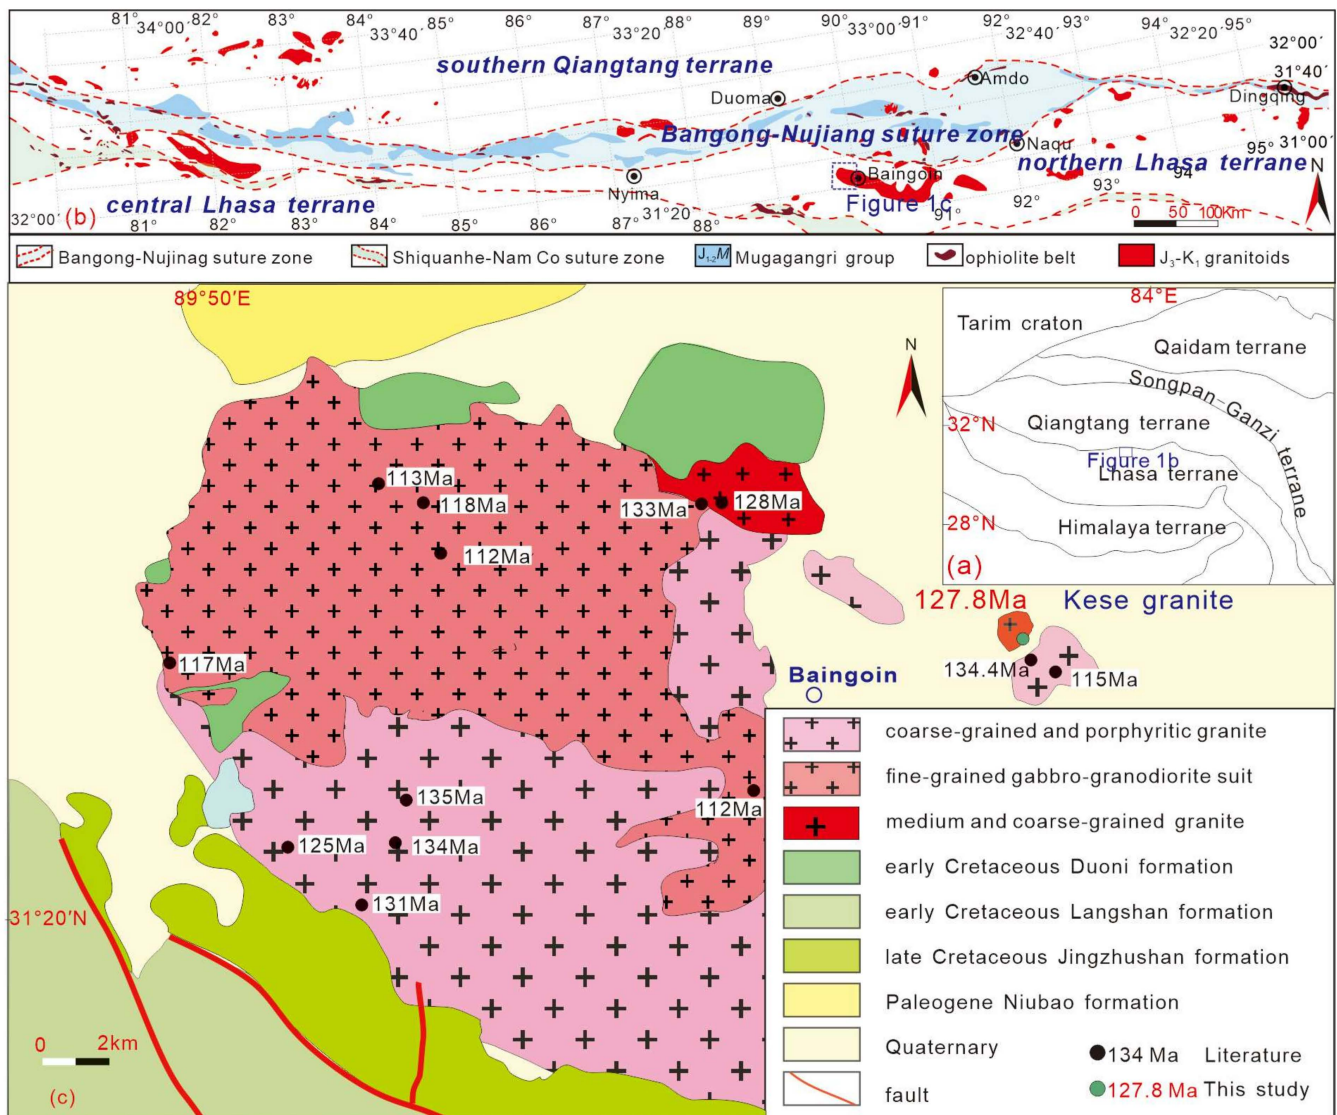 81° 82° 83° 84° 85° 86° 87° 88° 89° 90° 91° 92° 93° 94° 95°
34°00′ 33°40′ 33°20 33°00′ 32°40′ 32°20′ 32°00′
southern Qiangtang terrane
31°40′
Amdo
Duoma
Dingqing
Bangong-Nujiang suture zone
Naqu
95° 31°00′
northern Lhasa terrane
Baingoin
94°
93°
Nyima
central Lhasa terrane
Figure 1c
92°
N
32°00′ (b) 81° 82° 83° 84° 85° 86° 87° 31°20 88° 91°
0 50 100Km
Bangong-Nujinag suture zone
Shiquanhe-Nam Co suture zone
J₁₋₂M Mugagangri group
ophiolite belt
J₃-K₁ granitoids
89°50′E
84°E
Tarim craton
Qaidam terrane
N
Songpan-Ganzi terrane
32°N
Qiangtang terrane
Figure 1b
Lhasa terrane
28°N
Himalaya terrane
(a)
113Ma
118Ma
133Ma
128Ma
112Ma
127.8Ma Kese granite
117Ma
134.4Ma
115Ma
Baingoin
coarse-grained and porphyritic granite
fine-grained gabbro-granodiorite suit
135Ma
112Ma
medium and coarse-grained granite
125Ma
134Ma
early Cretaceous Duoni formation
131Ma
31°20′N
early Cretaceous Langshan formation
late Cretaceous Jingzhushan formation
Paleogene Niubao formation
0 2km
Quaternary
134 Ma Literature
(c)
fault
127.8 Ma This study